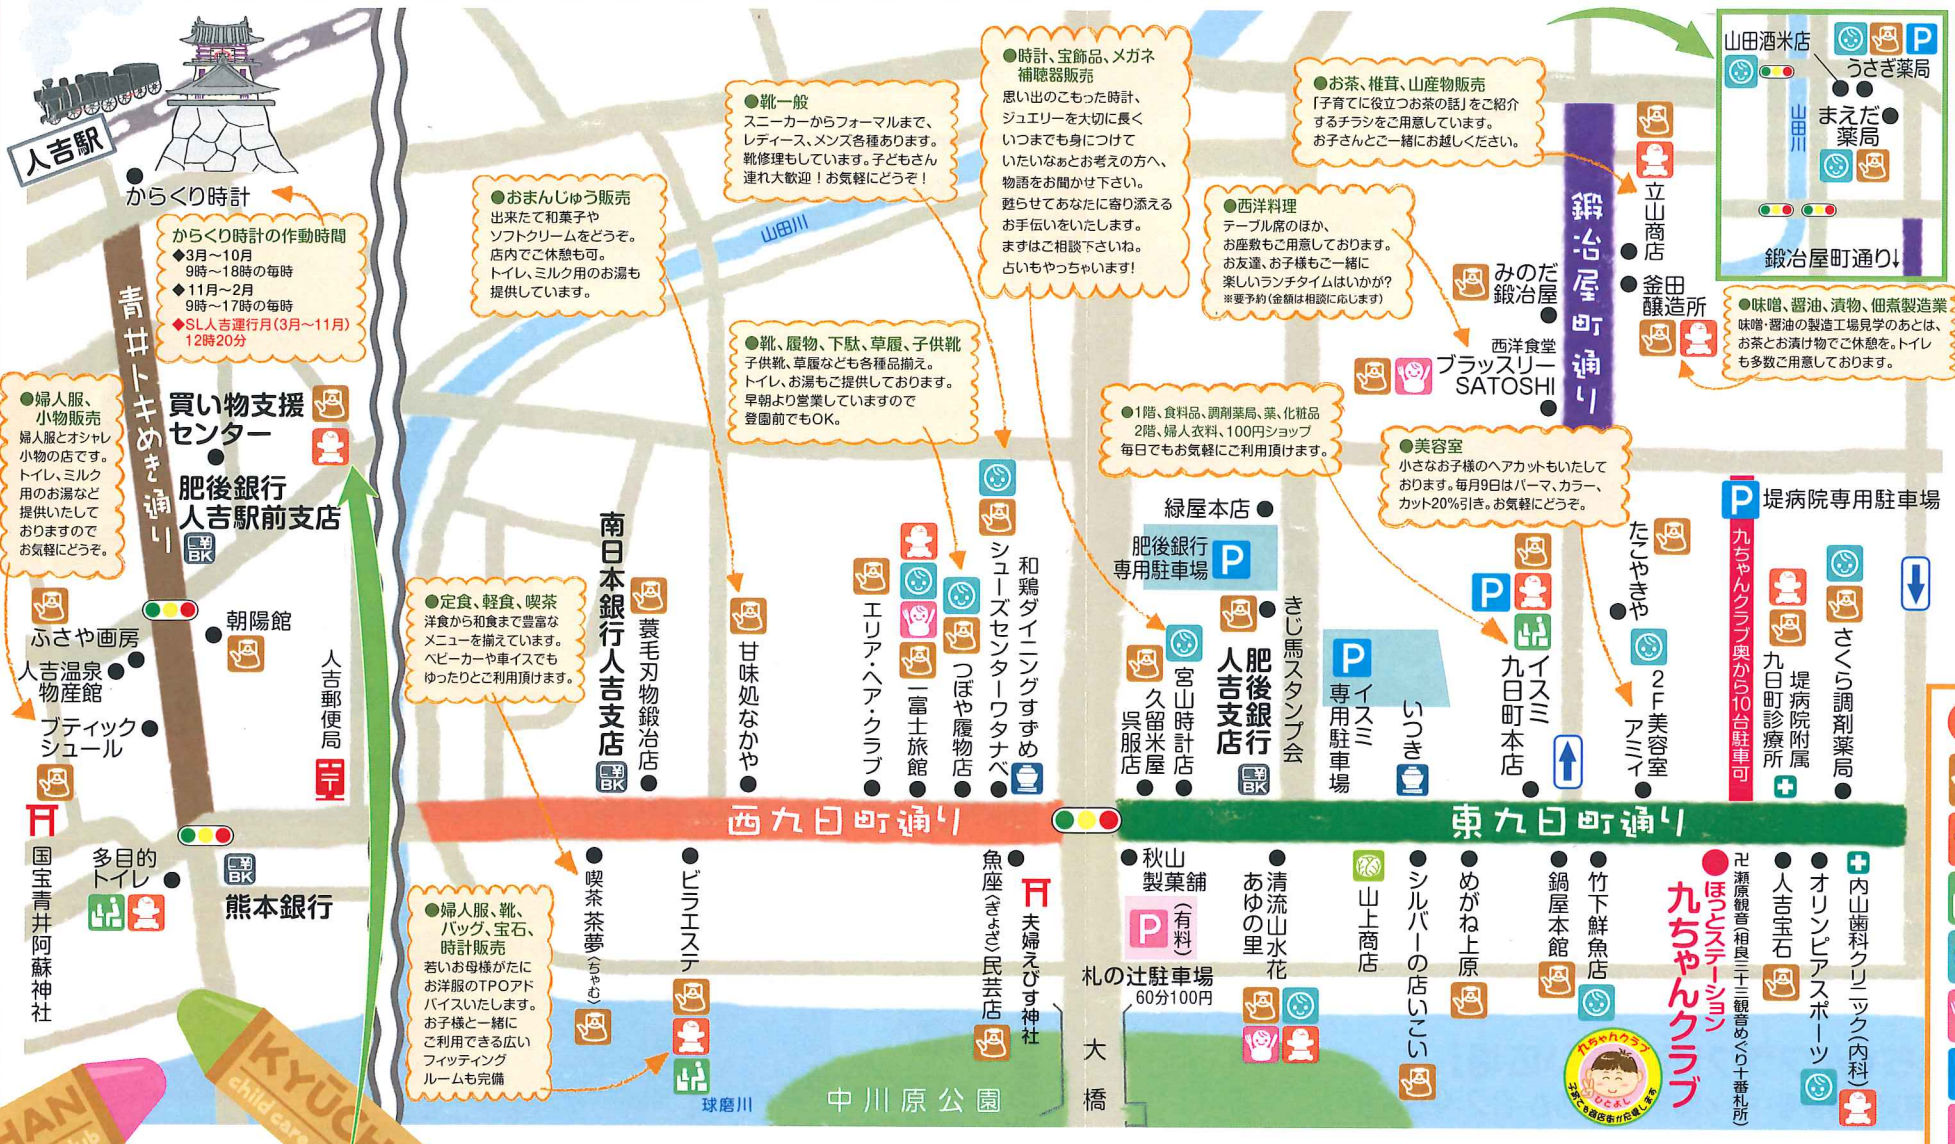 人吉駅
からくり時計
からくり時計の作動時間
◆3月～10月
9時～18時の毎時
◆11月～2月
9時～17時の毎時
◆SL人吉運行月(3月～11月)
12時20分
青井トキめき通り
●婦人服、
小物販売
婦人服とオシャレ
小物の店です。
トイレ、ミルク
用のお湯など
提供いたして
おりますので
お気軽にどうぞ。
買い物支援
センター
肥後銀行
人吉駅前支店
BK
朝陽館
ふさや画房
人吉温泉
物産館
ブティック
シュール
人吉郵便局
国宝青井阿蘇神社
多目的
トイレ
BK
熊本銀行
KYŪCH
child care
HAN
●おまんじゅう販売
出来たて和菓子や
ソフトクリームをどうぞ。
店内でご休憩も可。
トイレ、ミルク用のお湯も
提供しています。
●靴一般
スニーカーからフォーマルまで、
レディース、メンズ各種あります。
靴修理もしています。子どもさん
連れ大歓迎！お気軽にどうぞ！
山田川
●靴、履物、下駄、草履、子供靴
子供靴、草履なども各種品揃え。
トイレ、お湯もご提供しております。
早朝より営業していますので
登園前でもOK。
●時計、宝飾品、メガネ
補聴器販売
思い出のこもった時計、
ジュエリーを大切に長く
いつまでも身につけて
いたいなぁとお考えの方へ、
物語をお聞かせ下さい。
甦らせてあなたに寄り添える
お手伝いをいたします。
まずはご相談下さいね。
占いもやっちゃいます!
●お茶、椎茸、山産物販売
「子育てに役立つお茶の話」をご紹介
するチラシをご用意しています。
お子さんとご一緒にお越しください。
●西洋料理
テーブル席のほか、
お座敷もご用意しております。
お友達、お子様もご一緒に
楽しいランチタイムはいかが?
※要予約(金額は相談に応じます)
鍛冶屋町通り
立山商店
みのだ
鍛冶屋
釜田
醸造所
西洋食堂
ブラッスリー
SATOSHI
●味噌、醤油、漬物、佃煮製造業
味噌・醤油の製造工場見学のあとは、
お茶とお漬け物でご休憩を。トイレ
も多数ご用意しております。
山田酒米店
P
うさぎ薬局
山田川
まえだ
薬局
鍛冶屋町通り↓
●1階、食料品、調剤薬局、薬、化粧品
2階、婦人衣料、100円ショップ
毎日でもお気軽にご利用頂けます。
●美容室
小さなお子様のヘアカットもいたして
おります。毎月9日はパーマ、カラー、
カット20%引き。お気軽にどうぞ。
●定食、軽食、喫茶
洋食から和食まで豊富な
メニューを揃えています。
ベビーカーや車イスでも
ゆったりとご利用頂けます。
南日本銀行人吉支店
BK
蓑毛刃物鍛冶店
甘味処なかや
エリア・ヘア・クラブ
一富士旅館
つぼや履物店
シューズセンターワタナベ
和鶏ダイニングすずめ
緑屋本店
肥後銀行
専用駐車場
P
久留米屋
呉服店
宮山時計店
肥後銀行
人吉支店
BK
きじ馬スタンプ会
P
イスミ
専用駐車場
いつき
P
イスミ
九日町本店
たこやきや
2F美容室
アミィ
P
堤病院専用駐車場
九ちゃんクラブ奥から10台駐車可
堤病院附属
九日町診療所
さくら調剤薬局
西九日町通り
東九日町通り
喫茶 茶夢(ちゃむ)
●婦人服、靴、
バッグ、宝石、
時計販売
若いお母様がたに
お洋服のTPOアド
バイスいたします。
お子様と一緒に
ご利用できる広い
フィッティング
ルームも完備
ビラエステ
球磨川
魚座(ぎょざ)民芸店
夫婦えびす神社
中川原公園
大橋
秋山
製菓舗
P
(有料)
札の辻駐車場
60分100円
清流山水花
あゆの里
山上商店
シルバーの店いこい
めがね上原
鍋屋本館
竹下鮮魚店
九ちゃんクラブ
ひとよし
子育てを商店街が応援します
ほっとステーション
九ちゃんクラブ
卍瀬原観音(相良三十三観音めぐり十番札所)
人吉宝石
オリンピアスポーツ
内山歯科クリニック(内科)